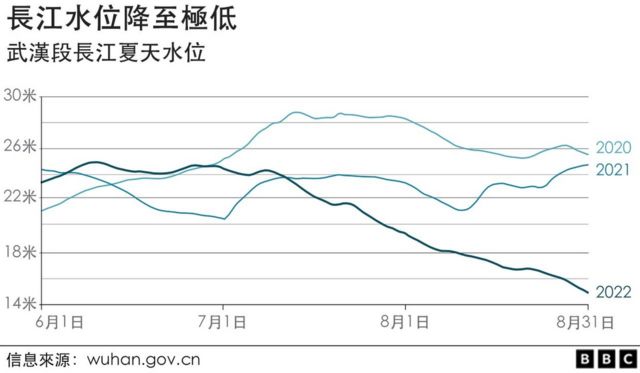 長江水位降至極低
武漢段長江夏天水位
30米
26米
22米
18米
14米
2020
2021
2022
6月1日
7月1日
8月1日
8月31日
信息來源：wuhan.gov.cn
BBC